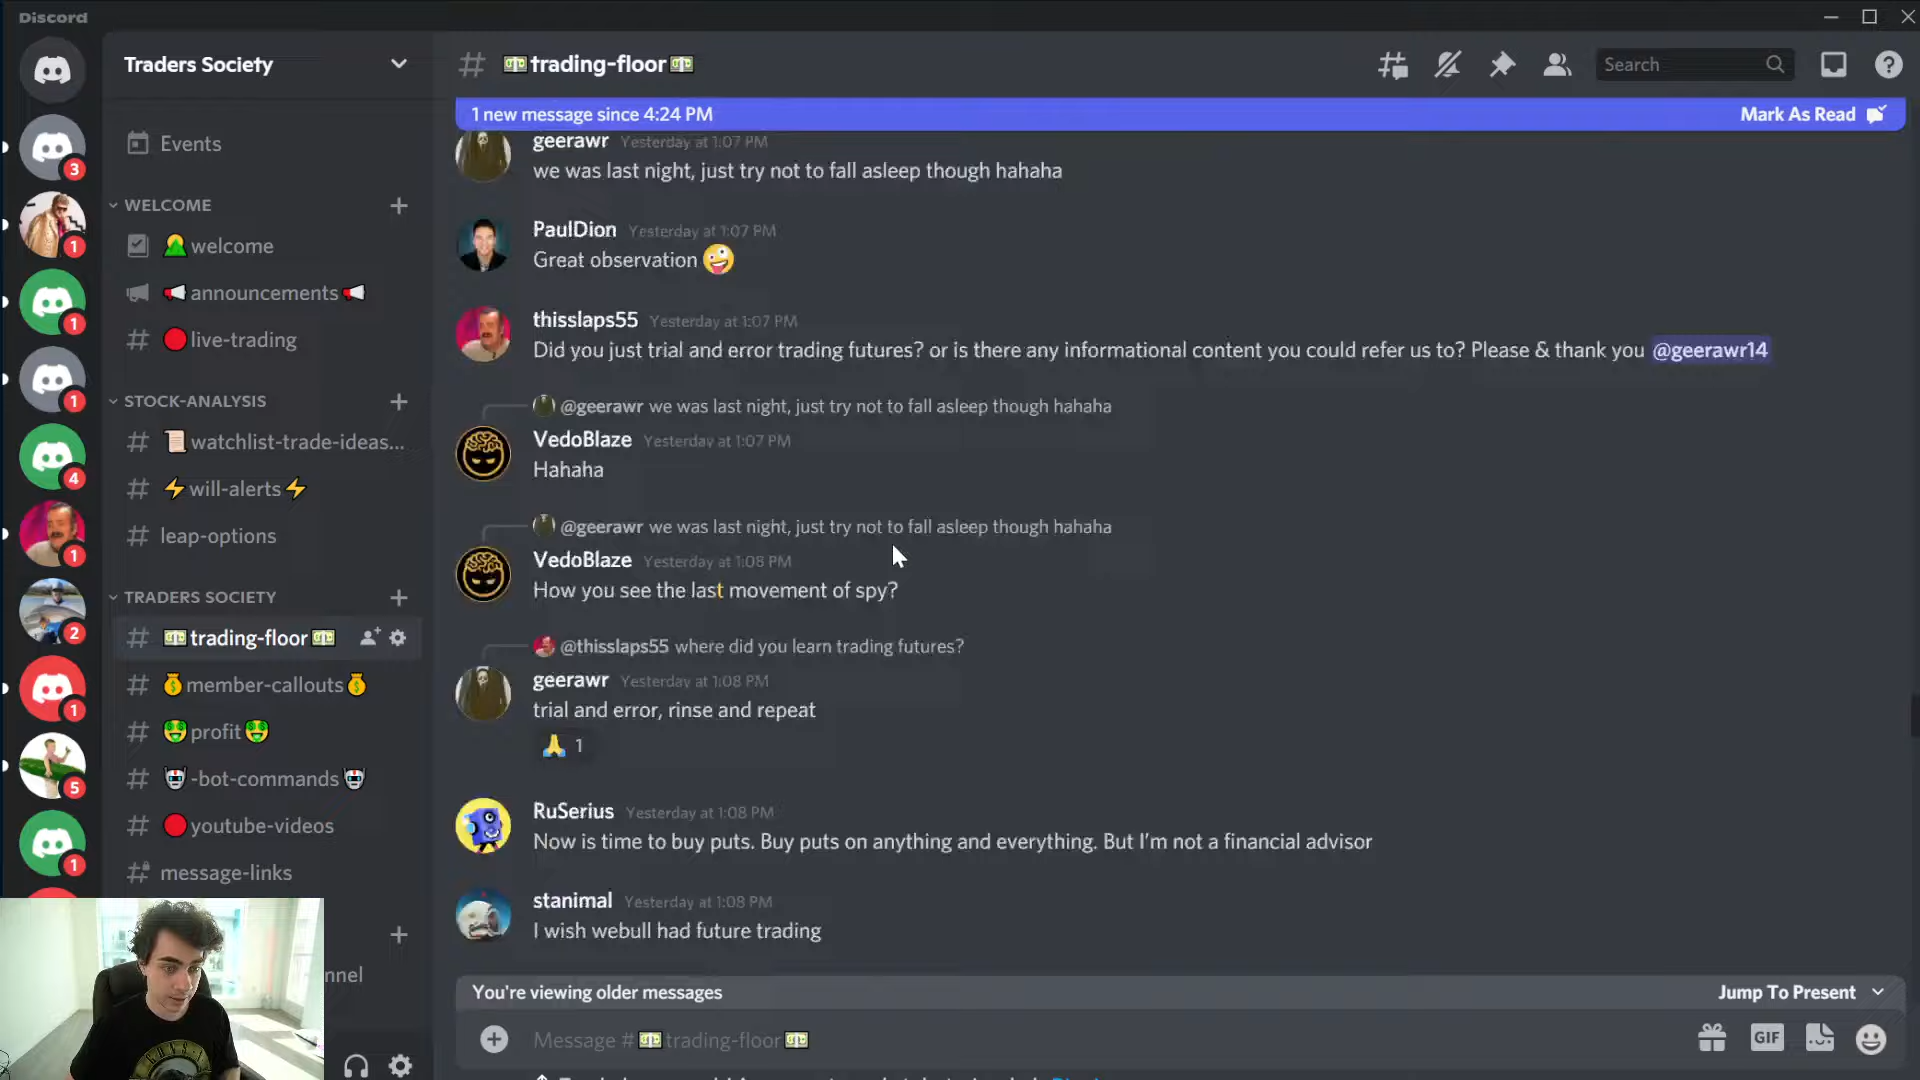 Discord
Traders Society
Events
WELCOME
welcome
announcements
live-trading
STOCK-ANALYSIS
watchlist-trade-ideas...
will-alerts
leap-options
TRADERS SOCIETY
trading-floor
member-callouts
profit
-bot-commands
youtube-videos
message-links
nnel
3
1
1
1
4
1
2
1
5
1
# trading-floor
Search
1 new message since 4:24 PM
Mark As Read
geerawr Yesterday at 1:07 PM
we was last night, just try not to fall asleep though hahaha
PaulDion Yesterday at 1:07 PM
Great observation
thisslaps55 Yesterday at 1:07 PM
Did you just trial and error trading futures? or is there any informational content you could refer us to? Please & thank you @geerawr14
@geerawr we was last night, just try not to fall asleep though hahaha
VedoBlaze Yesterday at 1:07 PM
Hahaha
@geerawr we was last night, just try not to fall asleep though hahaha
VedoBlaze Yesterday at 1:08 PM
How you see the last movement of spy?
@thisslaps55 where did you learn trading futures?
geerawr Yesterday at 1:08 PM
trial and error, rinse and repeat
1
RuSerius Yesterday at 1:08 PM
Now is time to buy puts. Buy puts on anything and everything. But I'm not a financial advisor
stanimal Yesterday at 1:08 PM
I wish webull had future trading
You're viewing older messages
Jump To Present
Message # trading-floor
GIF